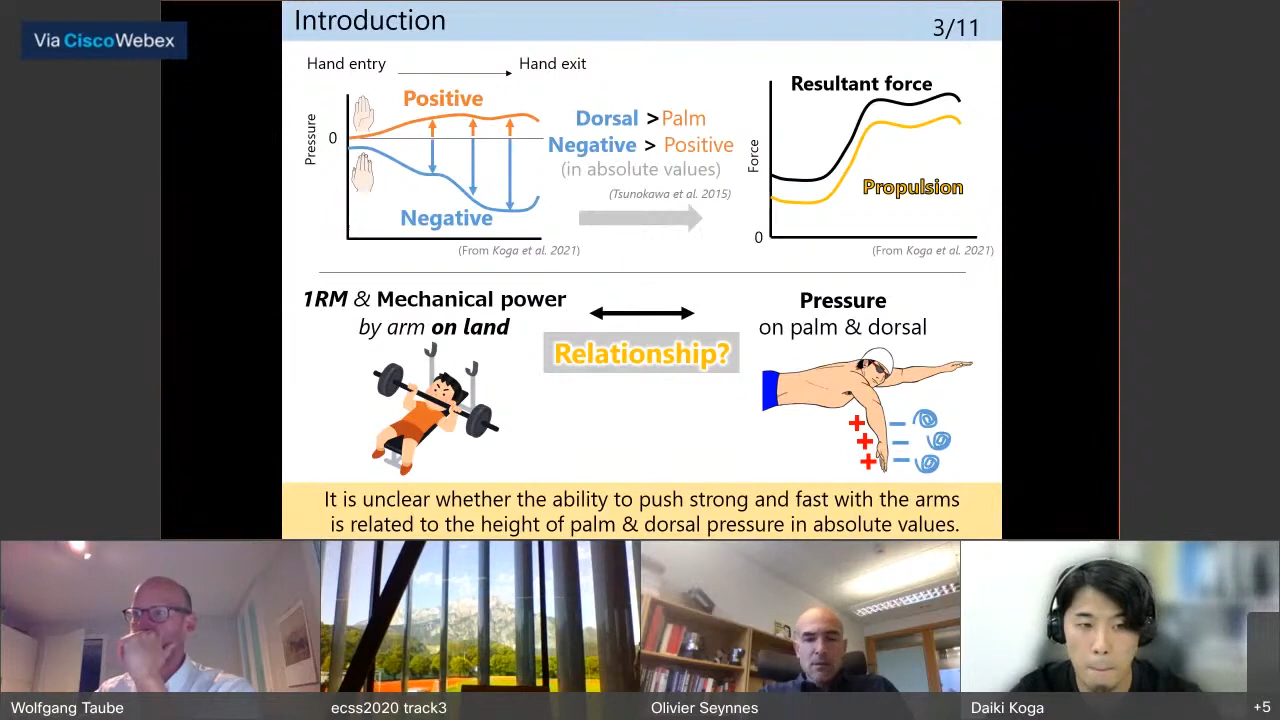 Via Cisco Webex
Introduction
3/11
Hand entry
Hand exit
Positive
Pressure
0
Negative
(From Koga et al. 2021)
Dorsal > Palm
Negative > Positive
(in absolute values)
(Tsunokawa et al. 2015)
Resultant force
Force
Propulsion
0
(From Koga et al. 2021)
1RM & Mechanical power
by arm on land
Relationship?
Pressure
on palm & dorsal
It is unclear whether the ability to push strong and fast with the arms
is related to the height of palm & dorsal pressure in absolute values.
Wolfgang Taube
ecss2020 track3
Olivier Seynnes
Daiki Koga
+5